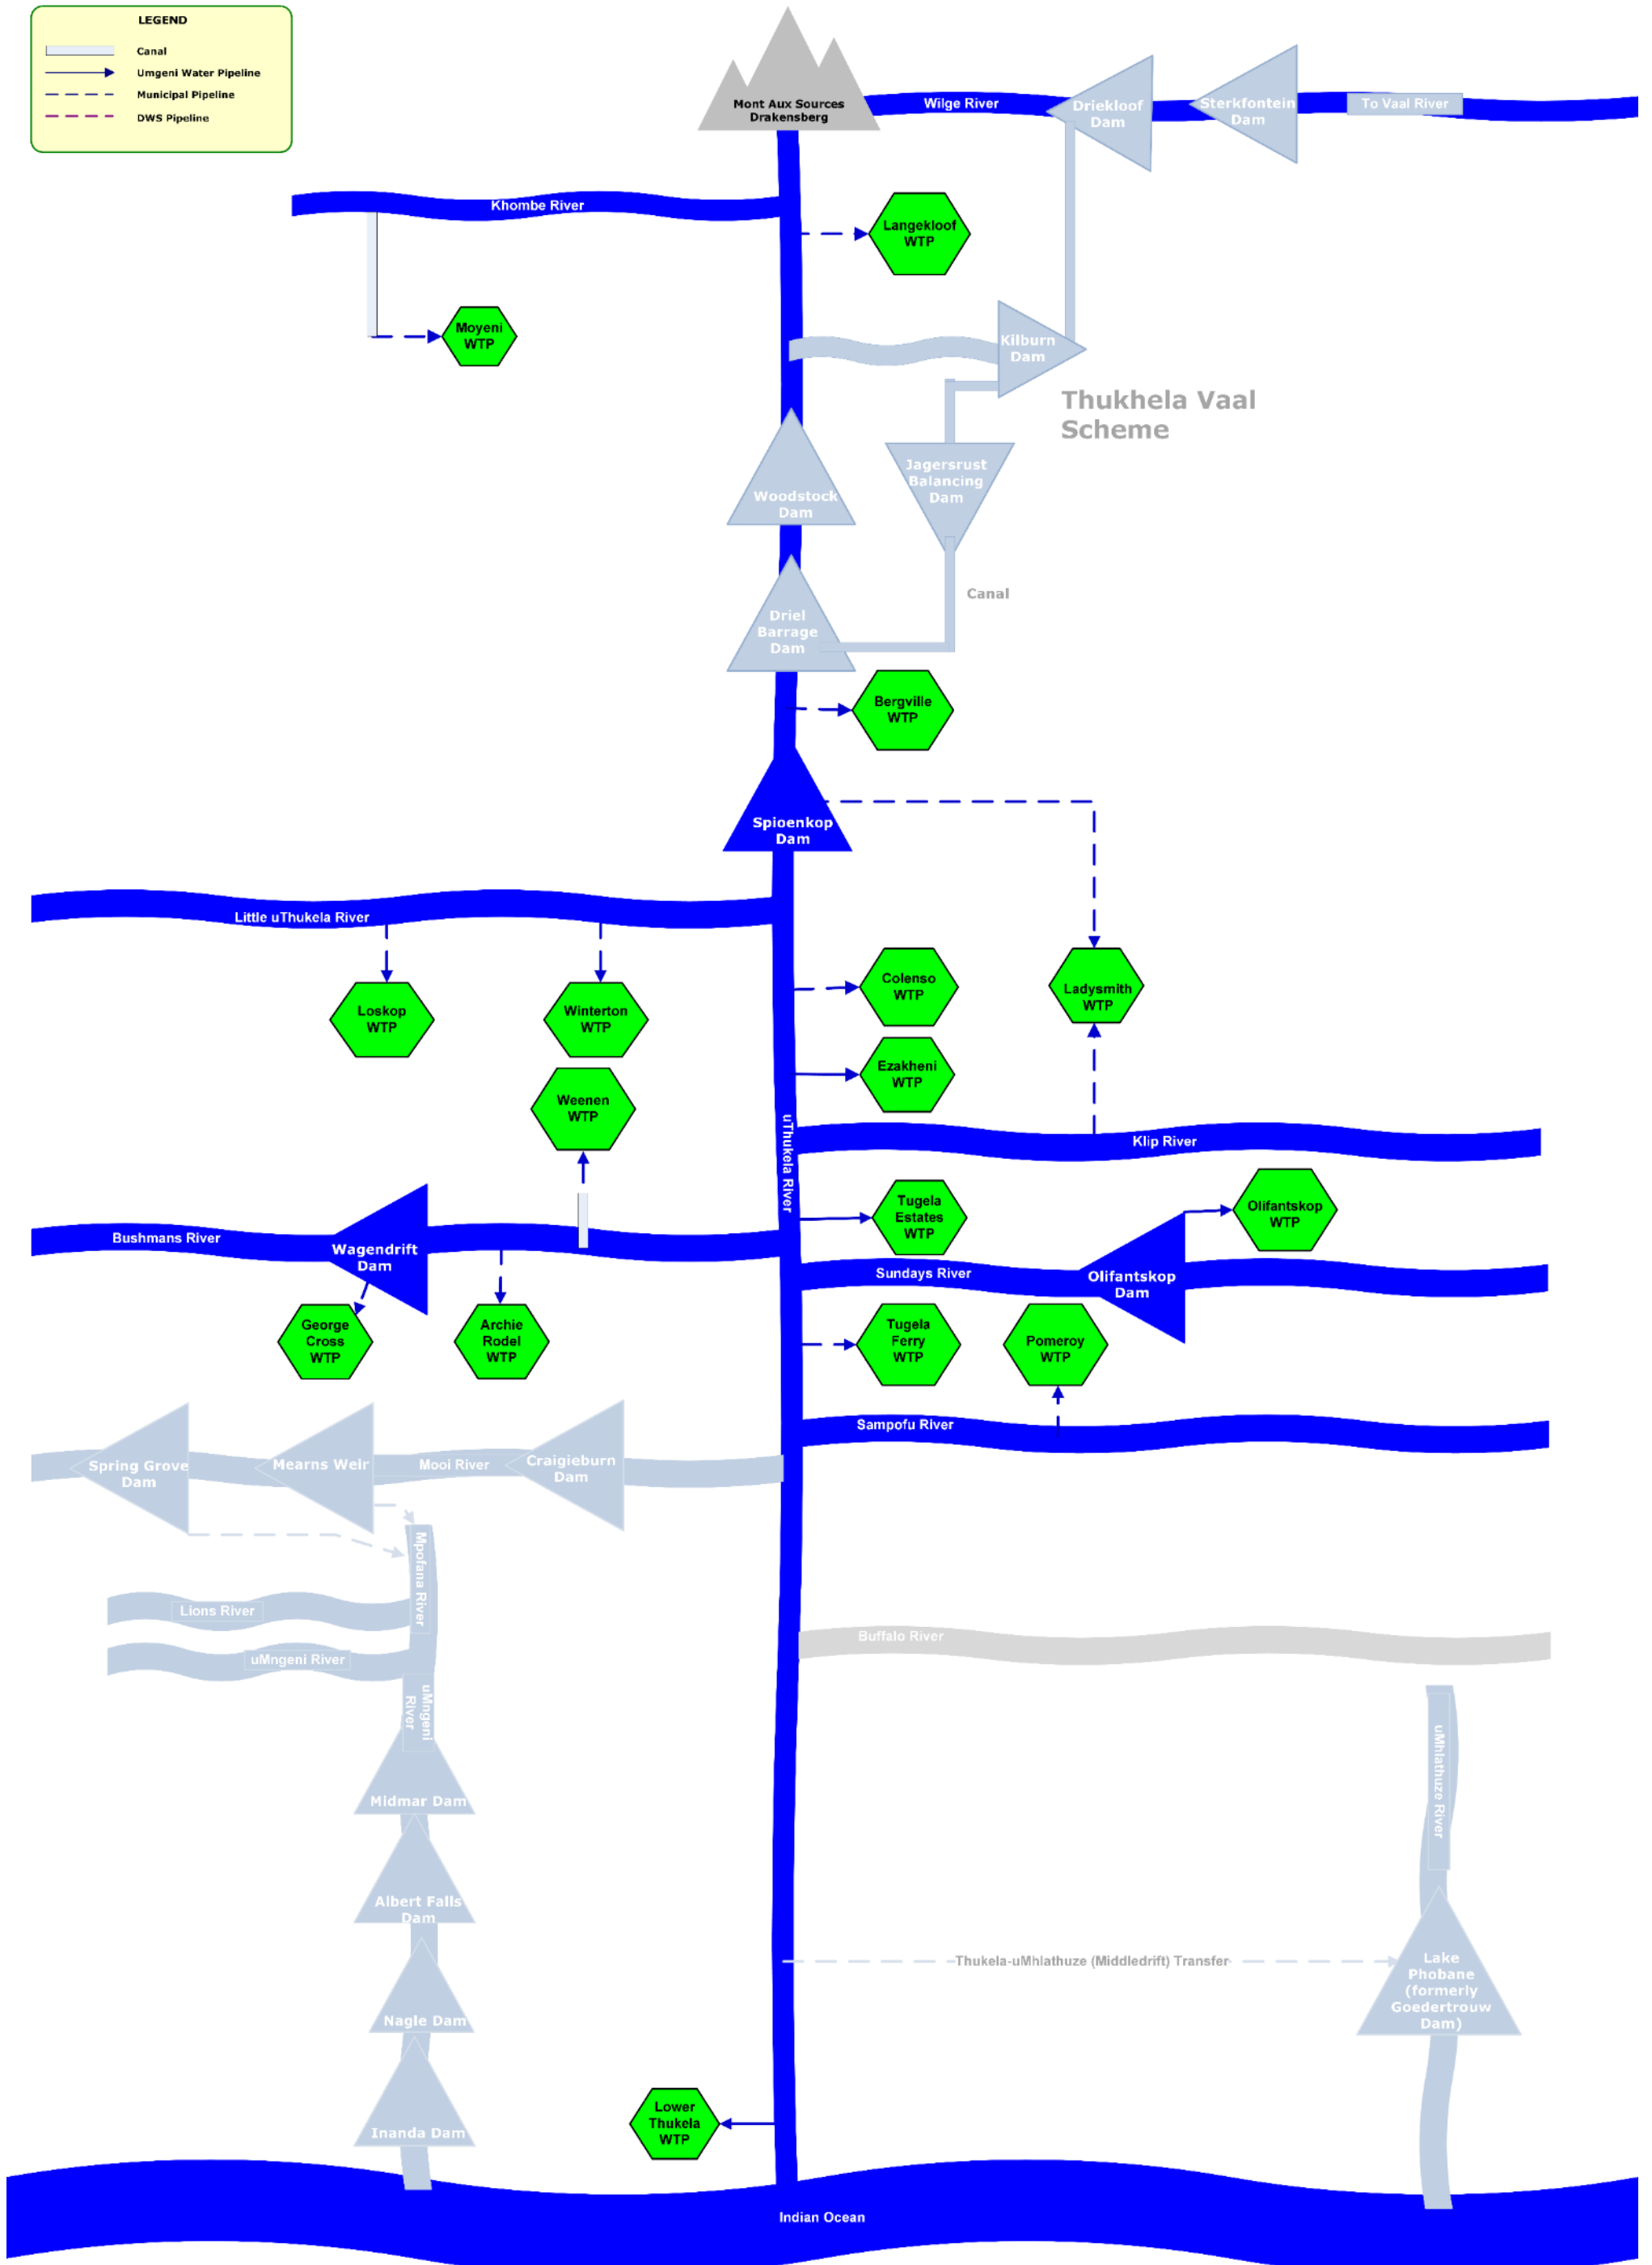 LEGEND
Canal
Umgeni Water Pipeline
Municipal Pipeline
DWS Pipeline
Mont Aux Sources
Drakensberg
Wilge River
Driekloof
Dam
Sterkfontein
Dam
To Vaal River
Khombe River
Langekloof
WTP
Moyeni
WTP
Kilburn
Dam
Thukhela Vaal
Scheme
Jagersrust
Balancing
Dam
Woodstock
Dam
Canal
Driel
Barrage
Dam
Bergville
WTP
Spioenkop
Dam
Little uThukela River
Loskop
WTP
Winterton
WTP
Colenso
WTP
Ladysmith
WTP
Ezakheni
WTP
Weenen
WTP
uThukela River
Klip River
Tugela
Estates
WTP
Olifantskop
WTP
Bushmans River
Wagendrift
Dam
Sundays River
Olifantskop
Dam
George
Cross
WTP
Archie
Rodel
WTP
Tugela
Ferry
WTP
Pomeroy
WTP
Sampofu River
Spring Grove
Dam
Mearns Weir
Mooi River
Craigieburn
Dam
Mpofana River
Lions River
uMngeni River
Buffalo River
uMngeni
River
Midmar Dam
uMhlathuze River
Albert Falls
Dam
Thukela-uMhlathuze (Middledrift) Transfer
Lake
Phobane
(formerly
Goedertrouw
Dam)
Nagle Dam
Inanda Dam
Lower
Thukela
WTP
Indian Ocean